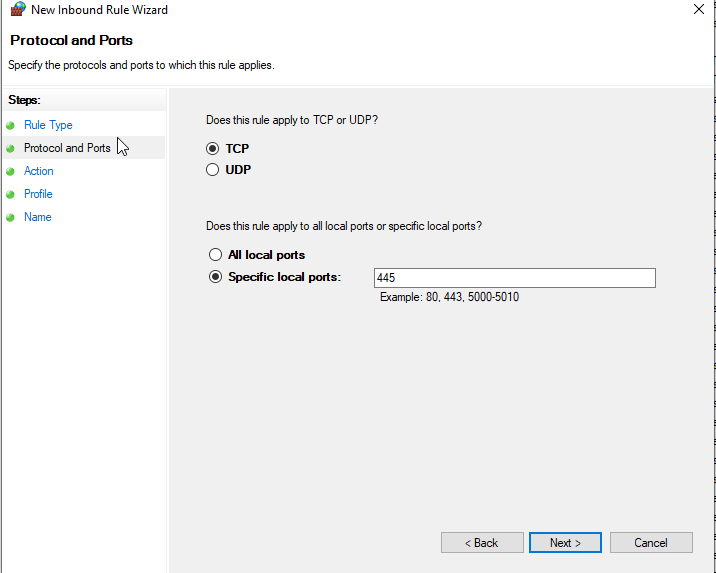 New Inbound Rule Wizard
Protocol and Ports
Specify the protocols and ports to which this rule applies.
Steps:
Rule Type
Protocol and Ports
Action
Profile
Name
Does this rule apply to TCP or UDP?
TCP
UDP
Does this rule apply to all local ports or specific local ports?
All local ports
Specific local ports: 445
Example: 80, 443, 5000-5010
< Back Next > Cancel